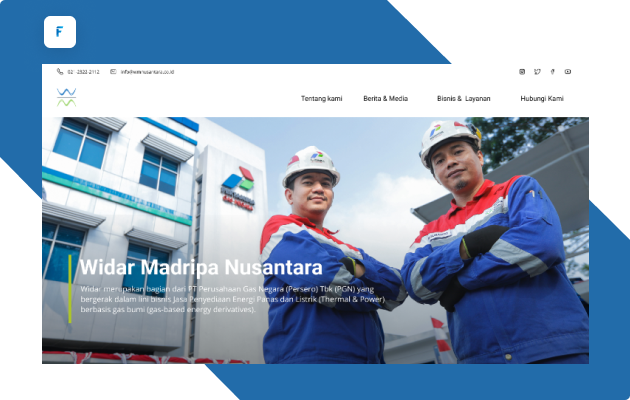 F
021 2523 2112 info@wmnusantara.co.id
Tentang kami Berita & Media Bisnis & Layanan Hubungi Kami
Widar Madripa Nusantara
Widar merupakan bagian dari PT Perusahaan Gas Negara (Persero) Tbk (PGN) yang
bergerak dalam lini bisnis Jasa Penyediaan Energi Panas dan Listrik (Thermal & Power)
berbasis gas bumi (gas-based energy derivatives).